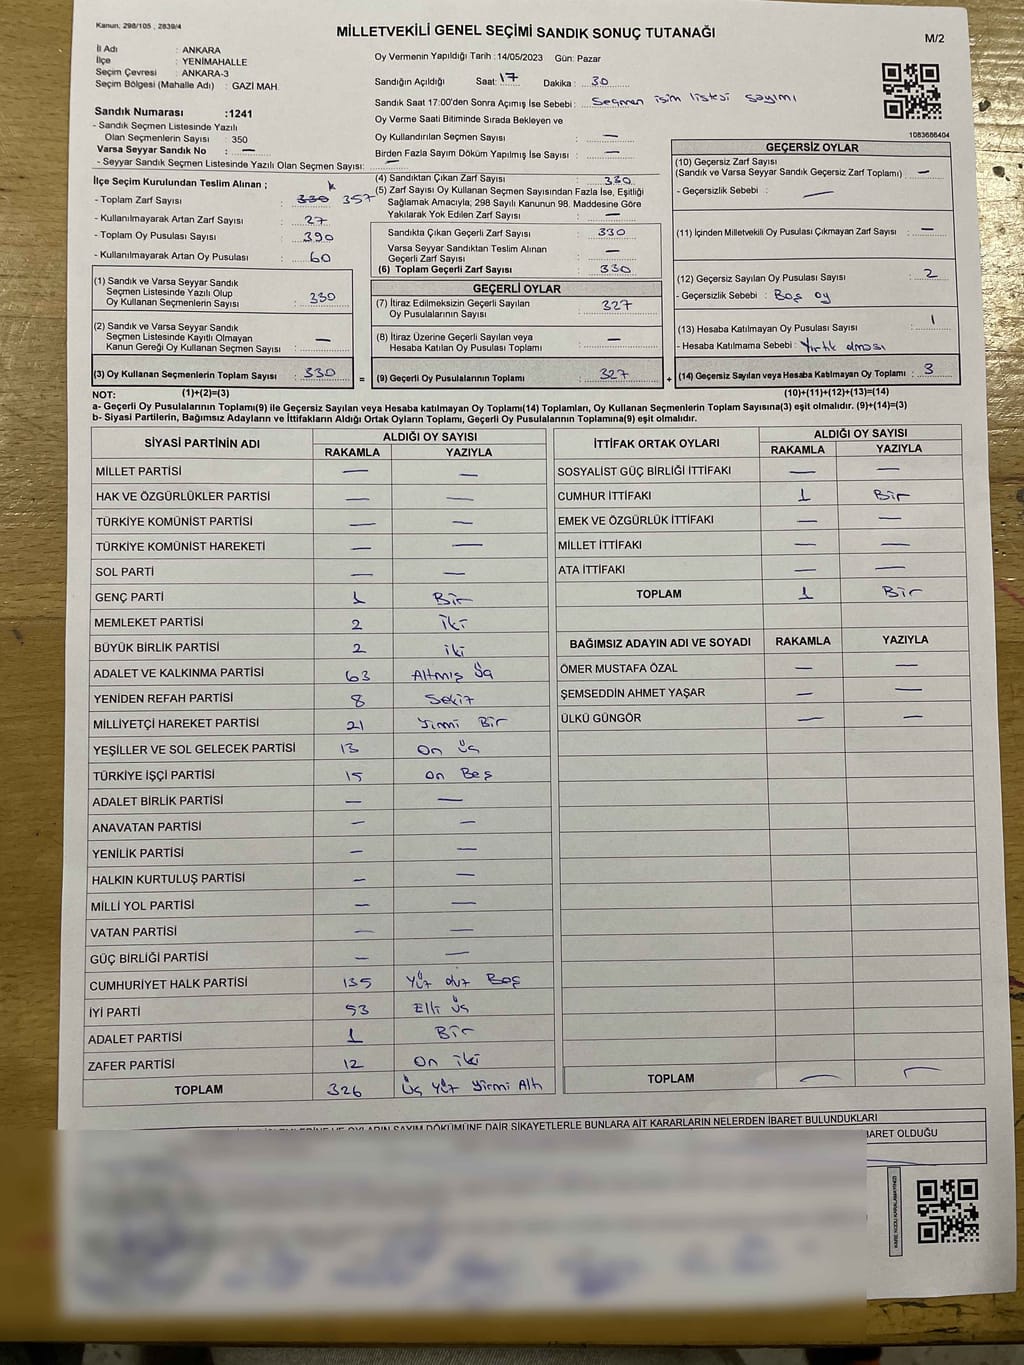 Kanun: 298/105 , 2839/4
MİLLETVEKİLİ GENEL SEÇİMİ SANDIK SONUÇ TUTANAĞI
M/2
İl Adı : ANKARA
İlçe : YENİMAHALLE
Seçim Çevresi : ANKARA-3
Seçim Bölgesi (Mahalle Adı) : GAZİ MAH.
Sandık Numarası :1241
- Sandık Seçmen Listesinde Yazılı
Olan Seçmenlerin Sayısı : 350
Varsa Seyyar Sandık No : —
- Seyyar Sandık Seçmen Listesinde Yazılı Olan Seçmen Sayısı: —
Oy Vermenin Yapıldığı Tarih :14/05/2023 Gün: Pazar
Sandığın Açıldığı Saat: 17 Dakika : 30
Sandık Saat 17:00'den Sonra Açımış İse Sebebi : Seçmen isim listesi sayımı
Oy Verme Saati Bitiminde Sırada Bekleyen ve
Oy Kullandırılan Seçmen Sayısı : —
Birden Fazla Sayım Döküm Yapılmış İse Sayısı : —
1083686404
İlçe Seçim Kurulundan Teslim Alınan ;
- Toplam Zarf Sayısı : 330 357
- Kullanılmayarak Artan Zarf Sayısı : 27
- Toplam Oy Pusulası Sayısı : 390
- Kullanılmayarak Artan Oy Pusulası : 60
(1) Sandık ve Varsa Seyyar Sandık
Seçmen Listesinde Yazılı Olup
Oy Kullanan Seçmenlerin Sayısı : 330
(2) Sandık ve Varsa Seyyar Sandık
Seçmen Listesinde Kayıtlı Olmayan
Kanun Gereği Oy Kullanan Seçmen Sayısı : —
(3) Oy Kullanan Seçmenlerin Toplam Sayısı : 330
(4) Sandıktan Çıkan Zarf Sayısı : 330
(5) Zarf Sayısı Oy Kullanan Seçmen Sayısından Fazla İse, Eşitliği
Sağlamak Amacıyla; 298 Sayılı Kanunun 98. Maddesine Göre
Yakılarak Yok Edilen Zarf Sayısı : —
Sandıkta Çıkan Geçerli Zarf Sayısı : 330
Varsa Seyyar Sandıktan Teslim Alınan
Geçerli Zarf Sayısı : —
(6) Toplam Geçerli Zarf Sayısı : 330
GEÇERLİ OYLAR
(7) İtiraz Edilmeksizin Geçerli Sayılan
Oy Pusulalarının Sayısı : 327
(8) İtiraz Üzerine Geçerli Sayılan veya
Hesaba Katılan Oy Pusulası Toplamı : —
= (9) Geçerli Oy Pusulalarının Toplamı : 327
GEÇERSİZ OYLAR
(10) Geçersiz Zarf Sayısı
(Sandık ve Varsa Seyyar Sandık Geçersiz Zarf Toplamı) : —
- Geçersizlik Sebebi : —
(11) İçinden Milletvekili Oy Pusulası Çıkmayan Zarf Sayısı : —
(12) Geçersiz Sayılan Oy Pusulası Sayısı : 2
- Geçersizlik Sebebi : Boş oy
(13) Hesaba Katılmayan Oy Pusulası Sayısı : 1
- Hesaba Katılmama Sebebi : Yırtık olması
+ (14) Geçersiz Sayılan veya Hesaba Katılmayan Oy Toplamı : 3
NOT: (1)+(2)=(3) (10)+(11)+(12)+(13)=(14)
a- Geçerli Oy Pusulalarının Toplamı(9) ile Geçersiz Sayılan veya Hesaba katılmayan Oy Toplamı(14) Toplamları, Oy Kullanan Seçmenlerin Toplam Sayısına(3) eşit olmalıdır. (9)+(14)=(3)
b- Siyasi Partilerin, Bağımsız Adayların ve İttifakların Aldığı Ortak Oyların Toplamı, Geçerli Oy Pusulalarının Toplamına(9) eşit olmalıdır.
SİYASİ PARTİNİN ADI ALDIĞI OY SAYISI
RAKAMLA YAZIYLA
MİLLET PARTİSİ — —
HAK VE ÖZGÜRLÜKLER PARTİSİ — —
TÜRKİYE KOMÜNİST PARTİSİ — —
TÜRKİYE KOMÜNİST HAREKETİ — —
SOL PARTİ — —
GENÇ PARTİ 1 Bir
MEMLEKET PARTİSİ 2 İki
BÜYÜK BİRLİK PARTİSİ 2 iki
ADALET VE KALKINMA PARTİSİ 63 Altmış Üç
YENİDEN REFAH PARTİSİ 8 Sekiz
MİLLİYETÇİ HAREKET PARTİSİ 21 Yirmi Bir
YEŞİLLER VE SOL GELECEK PARTİSİ 13 On Üç
TÜRKİYE İŞÇİ PARTİSİ 15 On Beş
ADALET BİRLİK PARTİSİ — —
ANAVATAN PARTİSİ — —
YENİLİK PARTİSİ — —
HALKIN KURTULUŞ PARTİSİ — —
MİLLİ YOL PARTİSİ — —
VATAN PARTİSİ — —
GÜÇ BİRLİĞİ PARTİSİ — —
CUMHURİYET HALK PARTİSİ 135 Yüz otuz Beş
İYİ PARTİ 53 Elli Üç
ADALET PARTİSİ 1 Bir
ZAFER PARTİSİ 12 On iki
TOPLAM 326 Üç Yüz Yirmi Altı
İTTİFAK ORTAK OYLARI ALDIĞI OY SAYISI
RAKAMLA YAZIYLA
SOSYALİST GÜÇ BİRLİĞİ İTTİFAKI — —
CUMHUR İTTİFAKI 1 Bir
EMEK VE ÖZGÜRLÜK İTTİFAKI — —
MİLLET İTTİFAKI — —
ATA İTTİFAKI — —
TOPLAM 1 Bir
BAĞIMSIZ ADAYIN ADI VE SOYADI RAKAMLA YAZIYLA
ÖMER MUSTAFA ÖZAL — —
ŞEMSEDDİN AHMET YAŞAR — —
ÜLKÜ GÜNGÖR — —
TOPLAM — —
OYLARIN SAYIM DÖKÜMÜNE DAİR ŞİKAYETLERLE BUNLARA AİT KARARLARIN NELERDEN İBARET BULUNDUKLARI
İBARET OLDUĞU